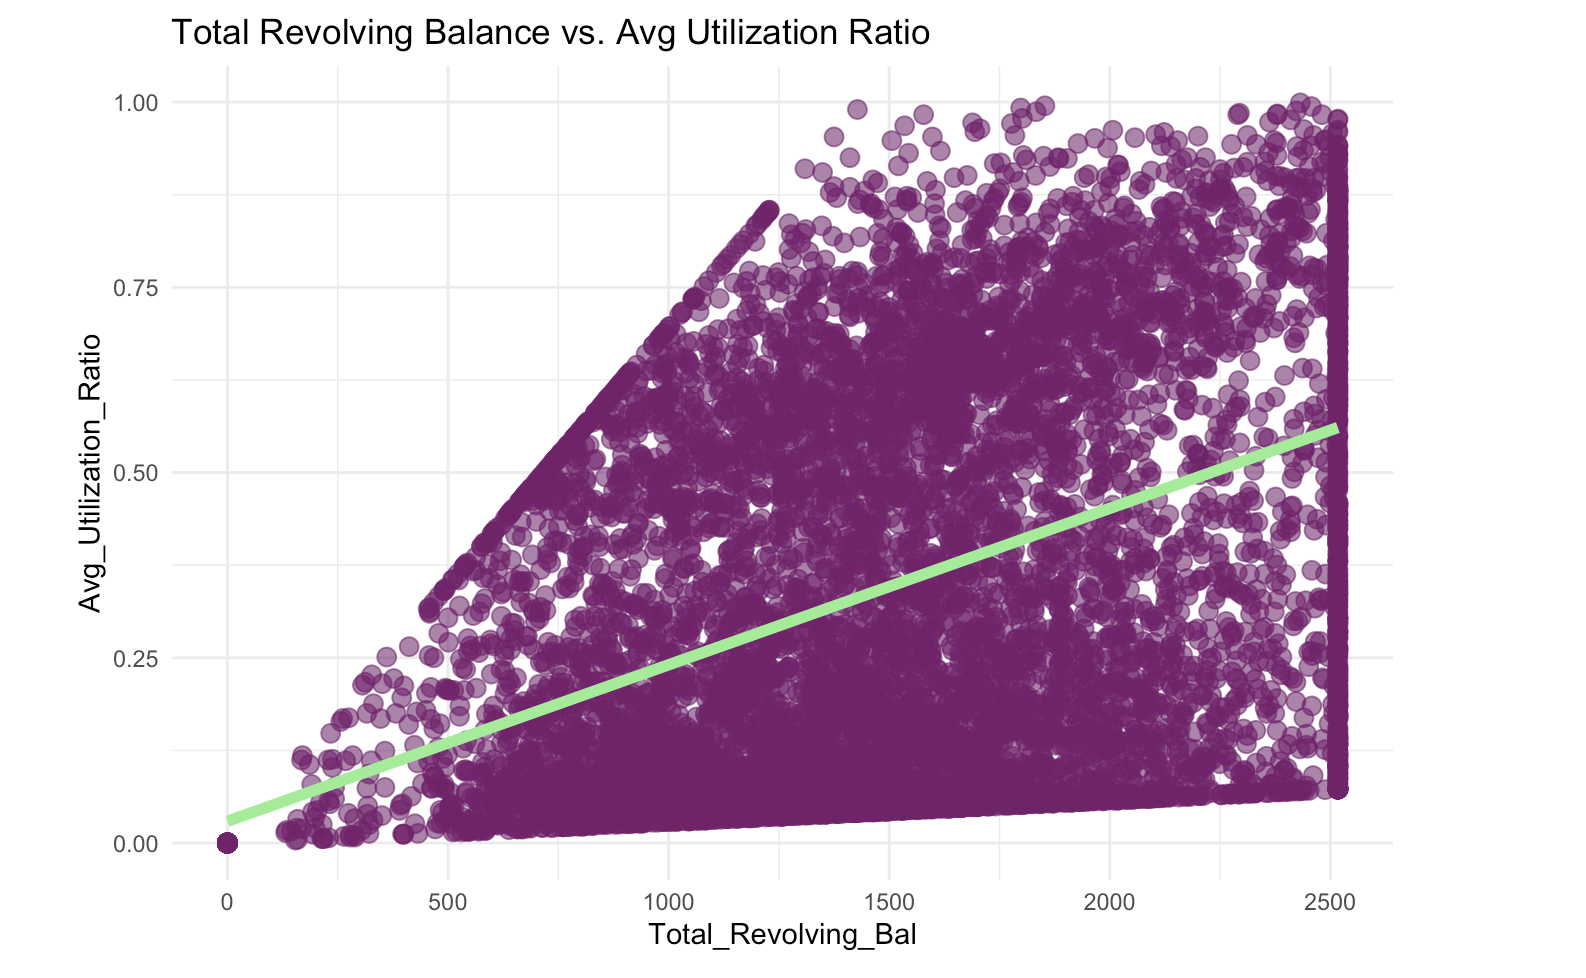 Total Revolving Balance vs. Avg Utilization Ratio
1.00
0.75
0.50
0.25
0.00
Avg_Utilization_Ratio
0 500 1000 1500 2000 2500
Total_Revolving_Bal